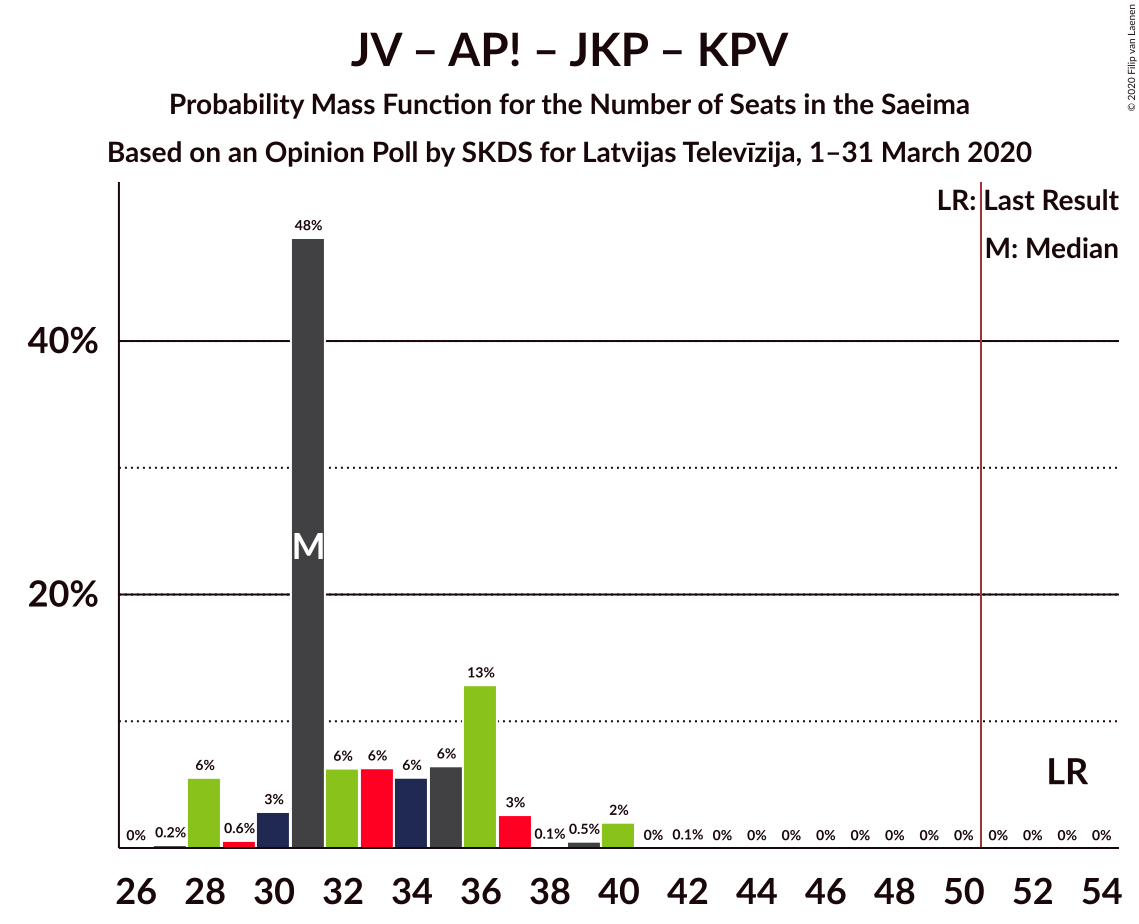 JV – AP! – JKP – KPV
Probability Mass Function for the Number of Seats in the Saeima
Based on an Opinion Poll by SKDS for Latvijas Televīzija, 1–31 March 2020
© 2020 Filip van Laenen
LR: Last Result
M: Median
40%
20%
0% 0.2% 6% 0.6% 3% 48% 6% 6% 6% 6% 13% 3% 0.1% 0.5% 2% 0% 0.1% 0% 0% 0% 0% 0% 0% 0% 0% 0% 0% 0% 0%
M
LR
26 28 30 32 34 36 38 40 42 44 46 48 50 52 54